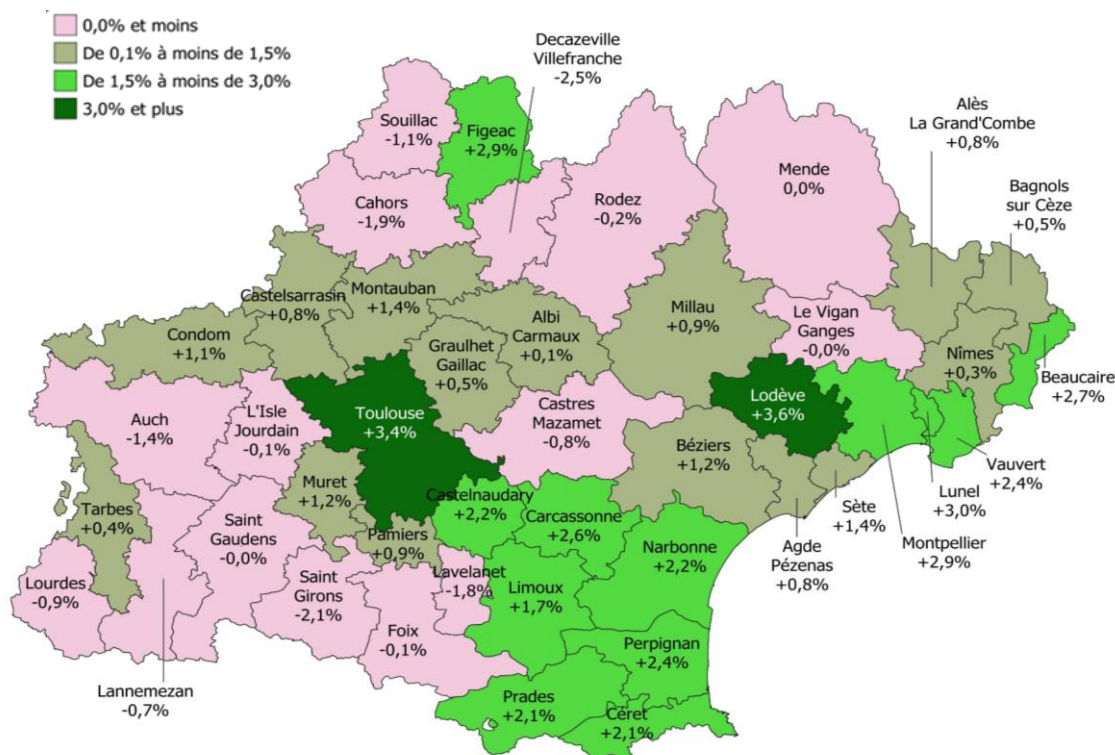 0,0% et moins
De 0,1% à moins de 1,5%
De 1,5% à moins de 3,0%
3,0% et plus
Decazeville
Villefranche
-2,5%
Souillac
-1,1%
Figeac
+2,9%
Alès
La Grand'Combe
+0,8%
Mende
0,0%
Bagnols
sur Cèze
+0,5%
Cahors
-1,9%
Rodez
-0,2%
Castelsarrasin
+0,8%
Montauban
+1,4%
Condom
+1,1%
Graulhet
Gaillac
+0,5%
Albi
Carmaux
+0,1%
Millau
+0,9%
Le Vigan
Ganges
-0,0%
Nîmes
+0,3%
Beaucaire
+2,7%
Auch
-1,4%
L'Isle
Jourdain
-0,1%
Toulouse
+3,4%
Castres
Mazamet
-0,8%
Lodève
+3,6%
Béziers
+1,2%
Vauvert
+2,4%
Lunel
+3,0%
Montpellier
+2,9%
Sète
+1,4%
Agde
Pézenas
+0,8%
Muret
+1,2%
Castelnaudary
+2,2%
Carcassonne
+2,6%
Narbonne
+2,2%
Tarbes
+0,4%
Saint
Gaudens
-0,0%
Pamiers
+0,9%
Lavelanet
-1,8%
Limoux
+1,7%
Lourdes
-0,9%
Saint
Girons
-2,1%
Foix
-0,1%
Lannemezan
-0,7%
Perpignan
+2,4%
Prades
+2,1%
Céret
+2,1%